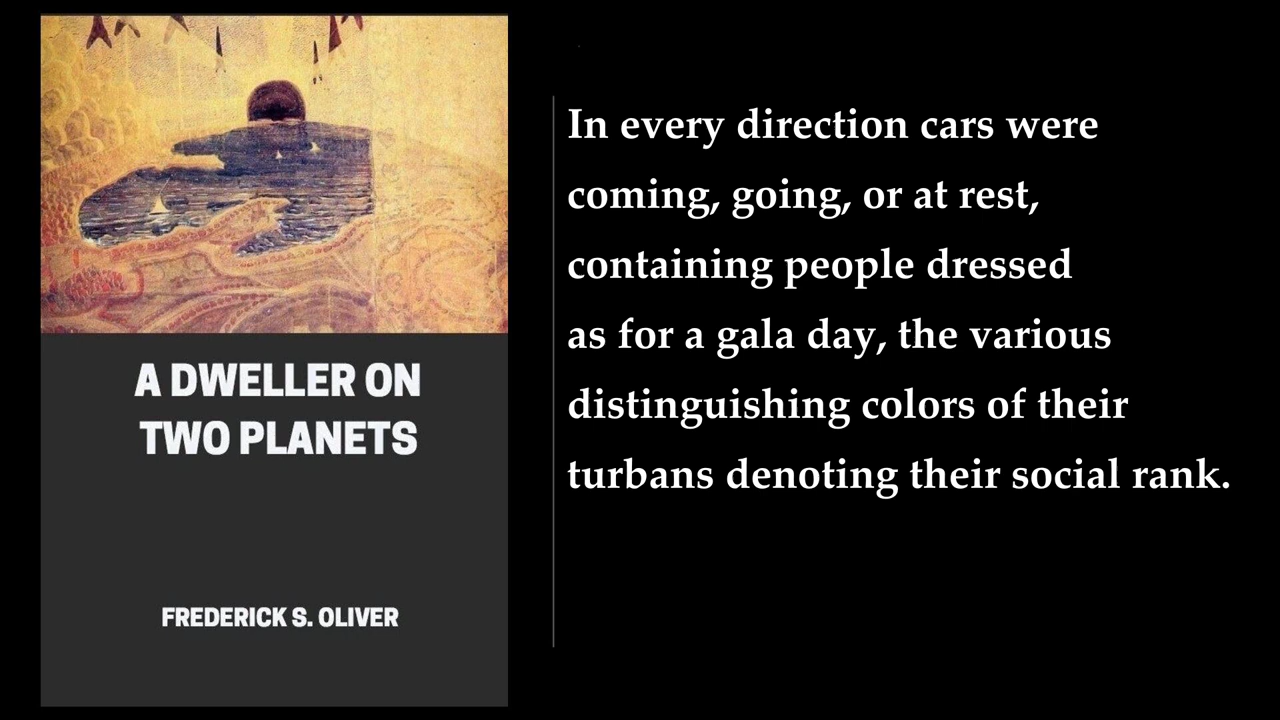 A DWELLER ON
TWO PLANETS
FREDERICK S. OLIVER
In every direction cars were
coming, going, or at rest,
containing people dressed
as for a gala day, the various
distinguishing colors of their
turbans denoting their social rank.